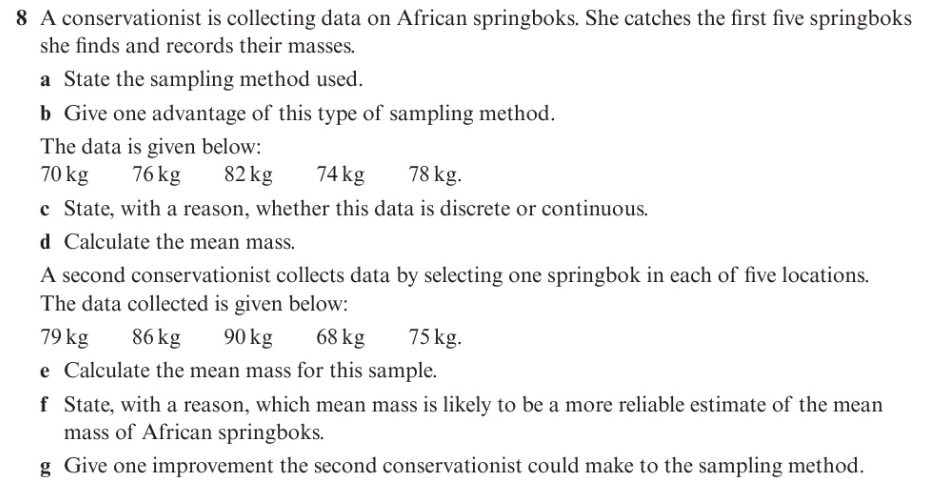 8 A conservationist is collecting data on African springboks. She catches the first five springboks
she finds and records their masses.
a State the sampling method used.
b Give one advantage of this type of sampling method.
The data is given below:
70 kg 76 kg 82 kg 74 kg 78 kg.
c State, with a reason, whether this data is discrete or continuous.
d Calculate the mean mass.
A second conservationist collects data by selecting one springbok in each of five locations.
The data collected is given below:
79 kg 86 kg 90 kg 68 kg 75 kg.
e Calculate the mean mass for this sample.
f State, with a reason, which mean mass is likely to be a more reliable estimate of the mean
mass of African springboks.
g Give one improvement the second conservationist could make to the sampling method.